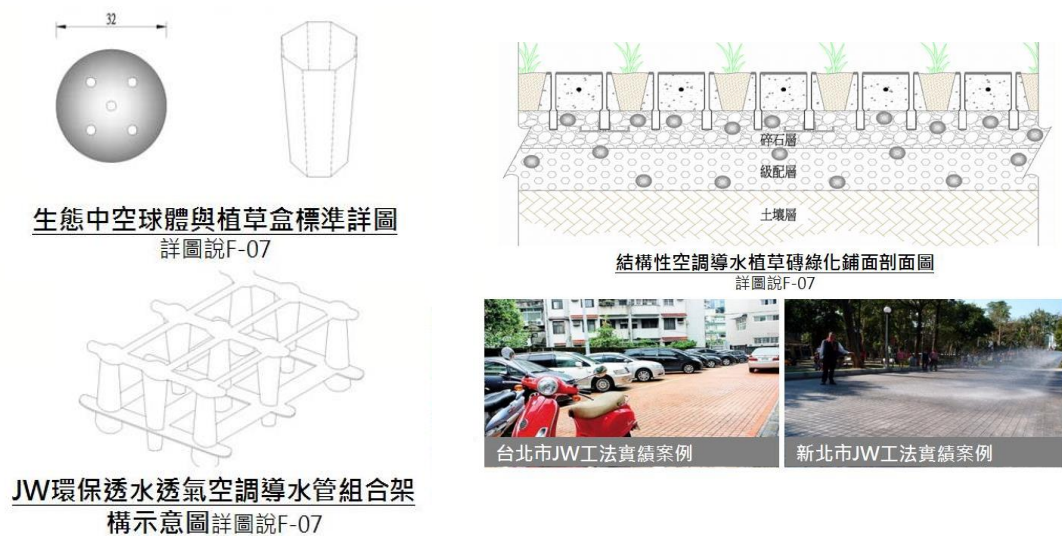 32
生態中空球體與植草盒標準詳圖
詳圖說F-07
JW環保透水透氣空調導水管組合架
構示意圖詳圖說F-07
碎石層
級配層
土壤層
結構性空調導水植草磚綠化鋪面剖面圖
詳圖說F-07
台北市JW工法實績案例
新北市JW工法實績案例